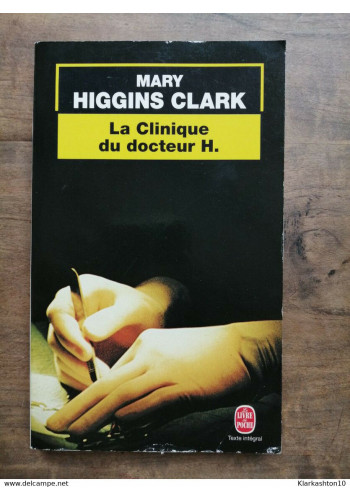 MARY
HIGGINS CLARK
La Clinique
du docteur H.
LE LIVRE
DE POCHE
Texte intégral
www.delcampe.net
Klarkashton10